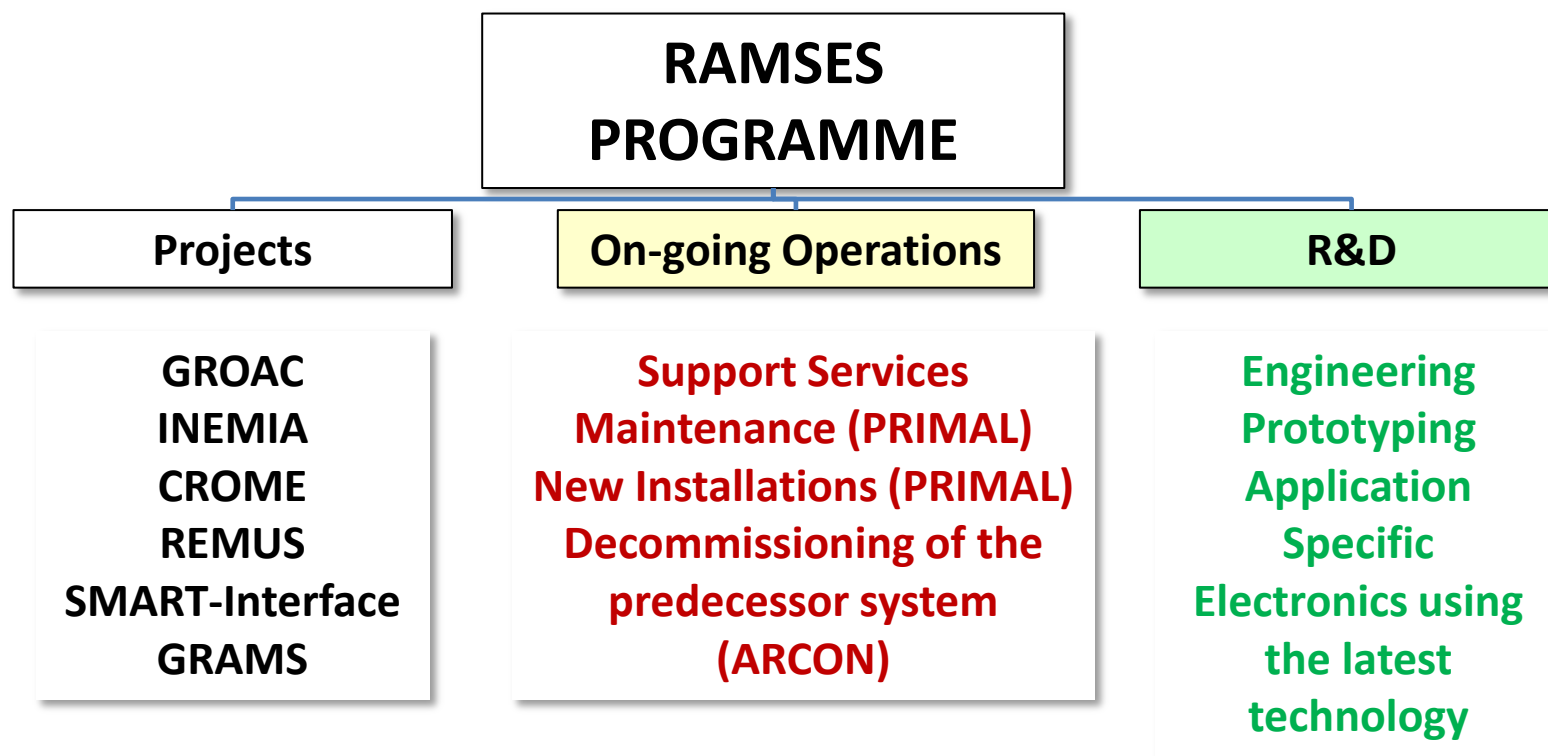 RAMSES
PROGRAMME
Projects
On-going Operations
R&D
GROAC
INEMIA
CROME
REMUS
SMART-Interface
GRAMS
Support Services
Maintenance (PRIMAL)
New Installations (PRIMAL)
Decommissioning of the
predecessor system
(ARCON)
Engineering
Prototyping
Application
Specific
Electronics using
the latest
technology